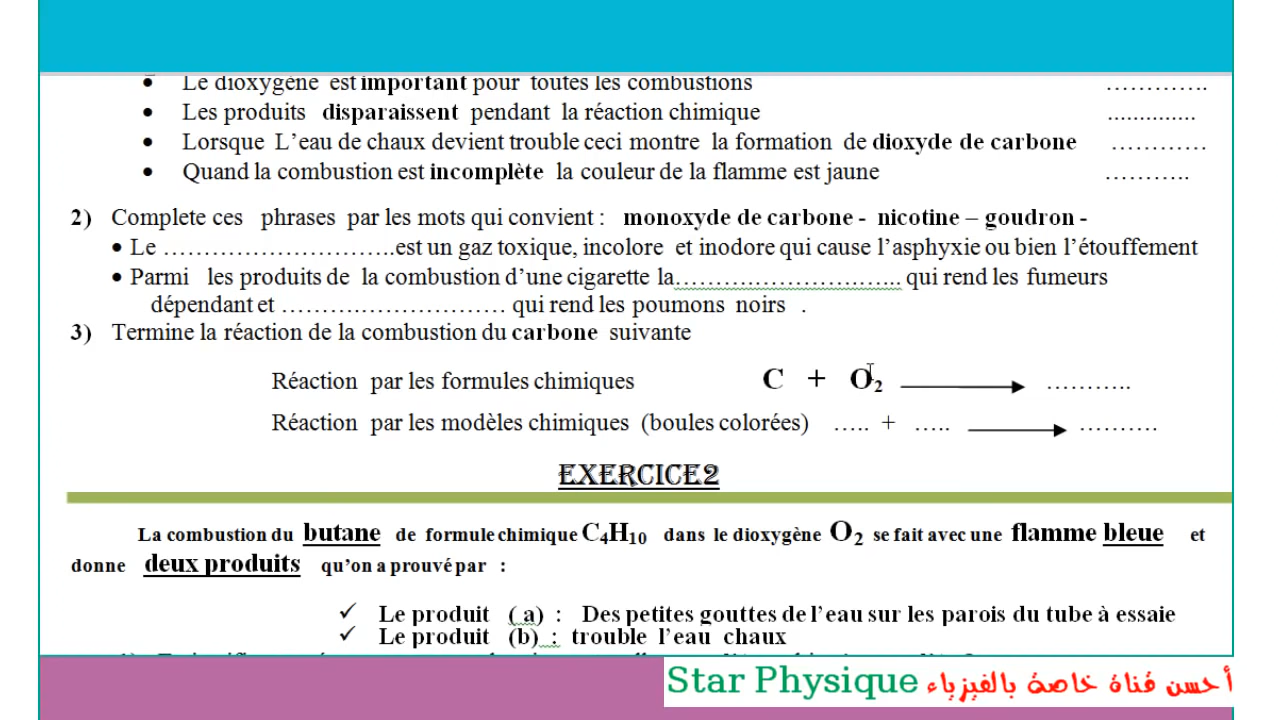 • Le dioxygène est important pour toutes les combustions ………….
• Les produits disparaissent pendant la réaction chimique .............
• Lorsque L’eau de chaux devient trouble ceci montre la formation de dioxyde de carbone …………
• Quand la combustion est incomplète la couleur de la flamme est jaune ………..
2) Complete ces phrases par les mots qui convient : monoxyde de carbone - nicotine – goudron -
• Le …………………………..est un gaz toxique, incolore et inodore qui cause l’asphyxie ou bien l’étouffement
• Parmi les produits de la combustion d’une cigarette la……….………….….. qui rend les fumeurs
dépendant et ……….…………… qui rend les poumons noirs .
3) Termine la réaction de la combustion du carbone suivante
Réaction par les formules chimiques C + O₂ ⟶ ………..
Réaction par les modèles chimiques (boules colorées) ….. + ….. ⟶ ……….
EXERCICE2
La combustion du butane de formule chimique C₄H₁₀ dans le dioxygène O₂ se fait avec une flamme bleue et
donne deux produits qu’on a prouvé par :
✓ Le produit ( a) : Des petites gouttes de l’eau sur les parois du tube à essaie
✓ Le produit (b) : trouble l’eau chaux
Star Physique أحسن قناة خاصة بالفيزياء